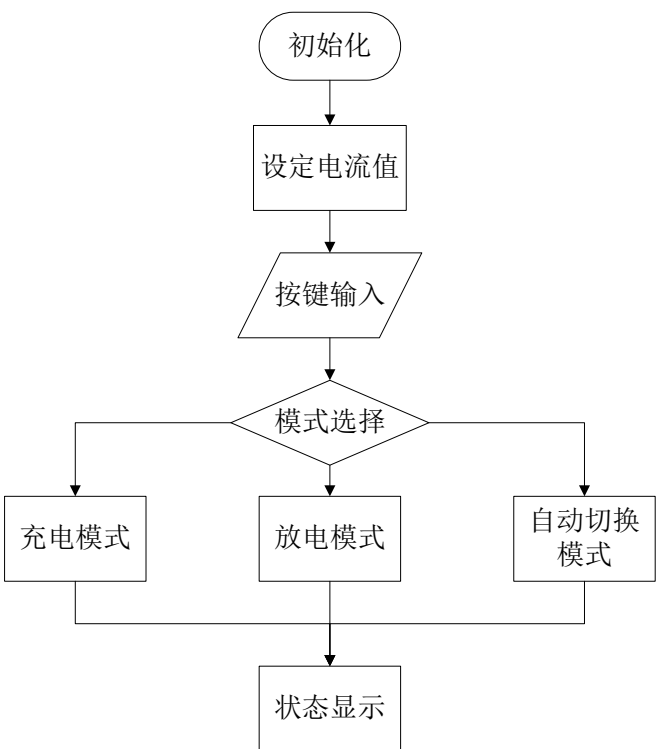 初始化
设定电流值
按键输入
模式选择
充电模式
放电模式
自动切换
模式
状态显示